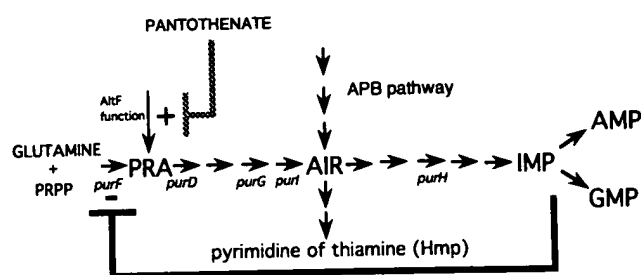 PANTOTHENATE
AltF
function
+
APB pathway
AMP
GLUTAMINE
+
PRPP
purF
PRA
purD
purG
purI
AIR
purH
IMP
GMP
-
pyrimidine of thiamine (Hmp)